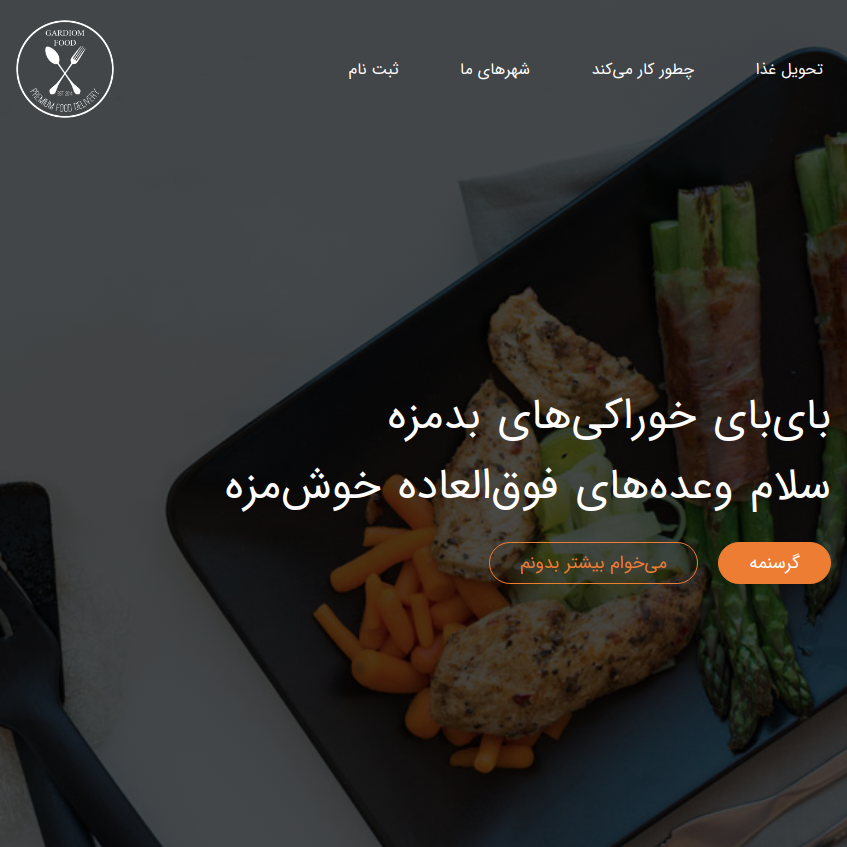 GARDIOM
FOOD
EST 2018
PREMIUM FOOD DELIVERY
تحویل غذا
چطور کار می‌کند
شهرهای ما
ثبت نام
بای‌بای خوراکی‌های بدمزه
سلام وعده‌های فوق‌العاده خوش‌مزه
گرسنمه
می‌خوام بیشتر بدونم